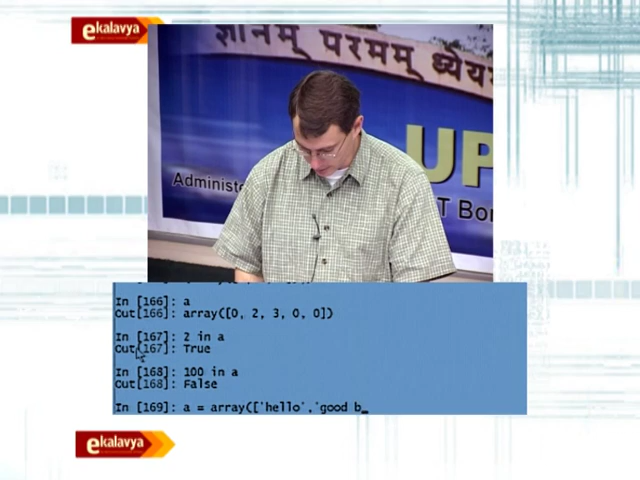 ekalavya
ज्ञानम् परमम् ध्येय
UP
Administe
T Bor
In [166]: a
Out[166]: array([0, 2, 3, 0, 0])
In [167]: 2 in a
Out[167]: True
In [168]: 100 in a
Out[168]: False
In [169]: a = array(['hello','good b_
ekalavya